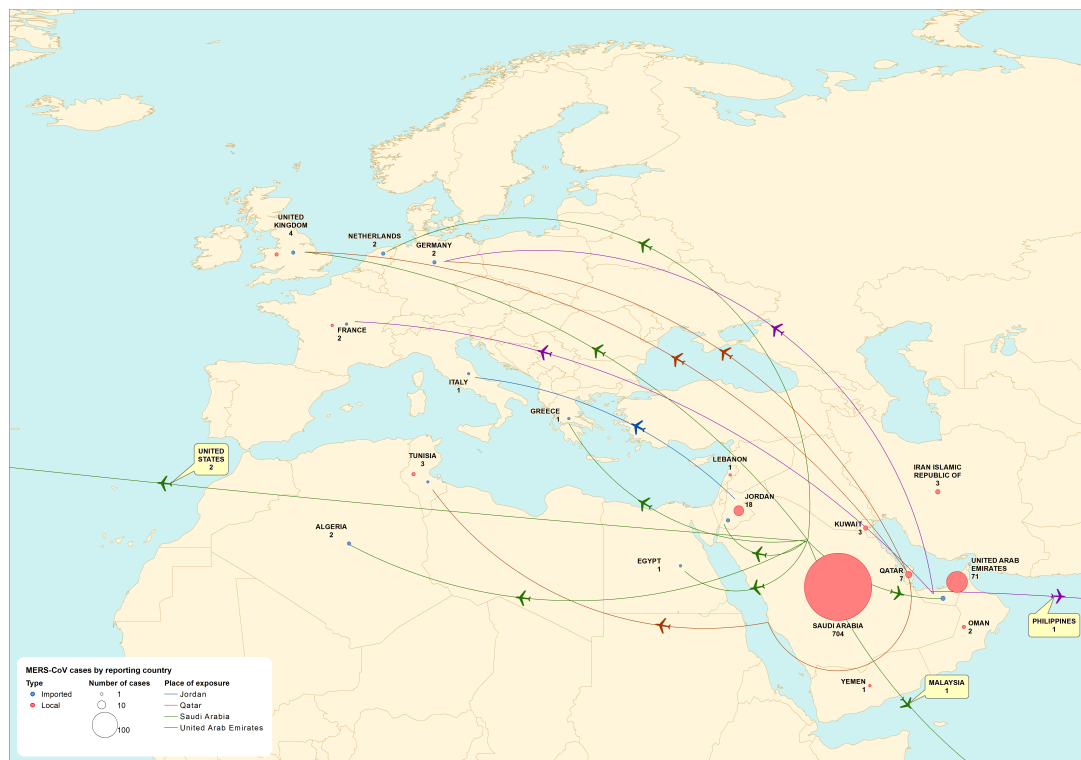 UNITED
KINGDOM
4
NETHERLANDS
2
GERMANY
2
FRANCE
2
ITALY
1
GREECE
1
UNITED
STATES
2
TUNISIA
3
LEBANON
1
JORDAN
18
IRAN ISLAMIC
REPUBLIC OF
3
ALGERIA
2
KUWAIT
3
EGYPT
1
QATAR
7
UNITED ARAB
EMIRATES
71
SAUDI ARABIA
704
OMAN
2
PHILIPPINES
1
YEMEN
1
MALAYSIA
1
MERS-CoV cases by reporting country
Type
Imported
Local
Number of cases
1
10
100
Place of exposure
Jordan
Qatar
Saudi Arabia
United Arab Emirates